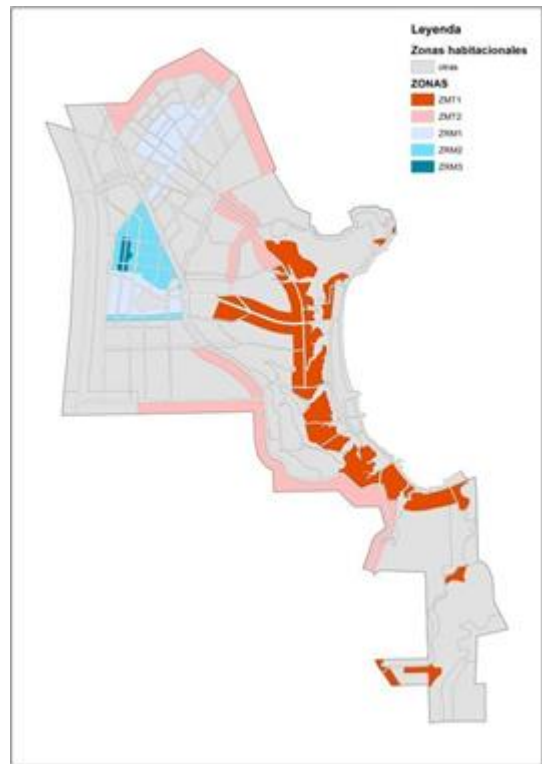 Leyenda
Zonas habitacionales
otras
ZONAS
ZMT1
ZMT2
ZRM1
ZRM2
ZRM3